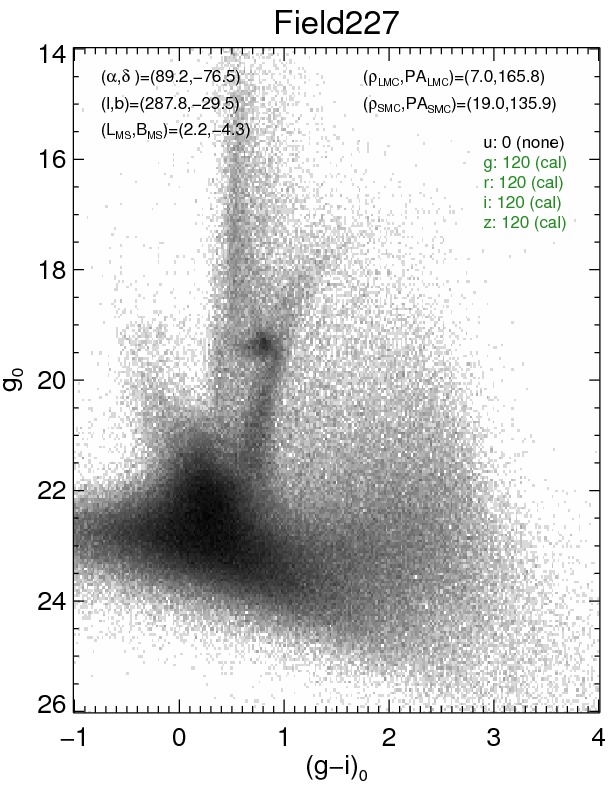 Field227
(α,δ )=(89.2,−76.5)
(ρLMC,PALMC)=(7.0,165.8)
(l,b)=(287.8,−29.5)
(ρSMC,PASMC)=(19.0,135.9)
(LMS,BMS)=(2.2,−4.3)
u: 0 (none)
g: 120 (cal)
r: 120 (cal)
i: 120 (cal)
z: 120 (cal)
14
16
18
20
22
24
26
g0
−1 0 1 2 3 4
(g−i)0